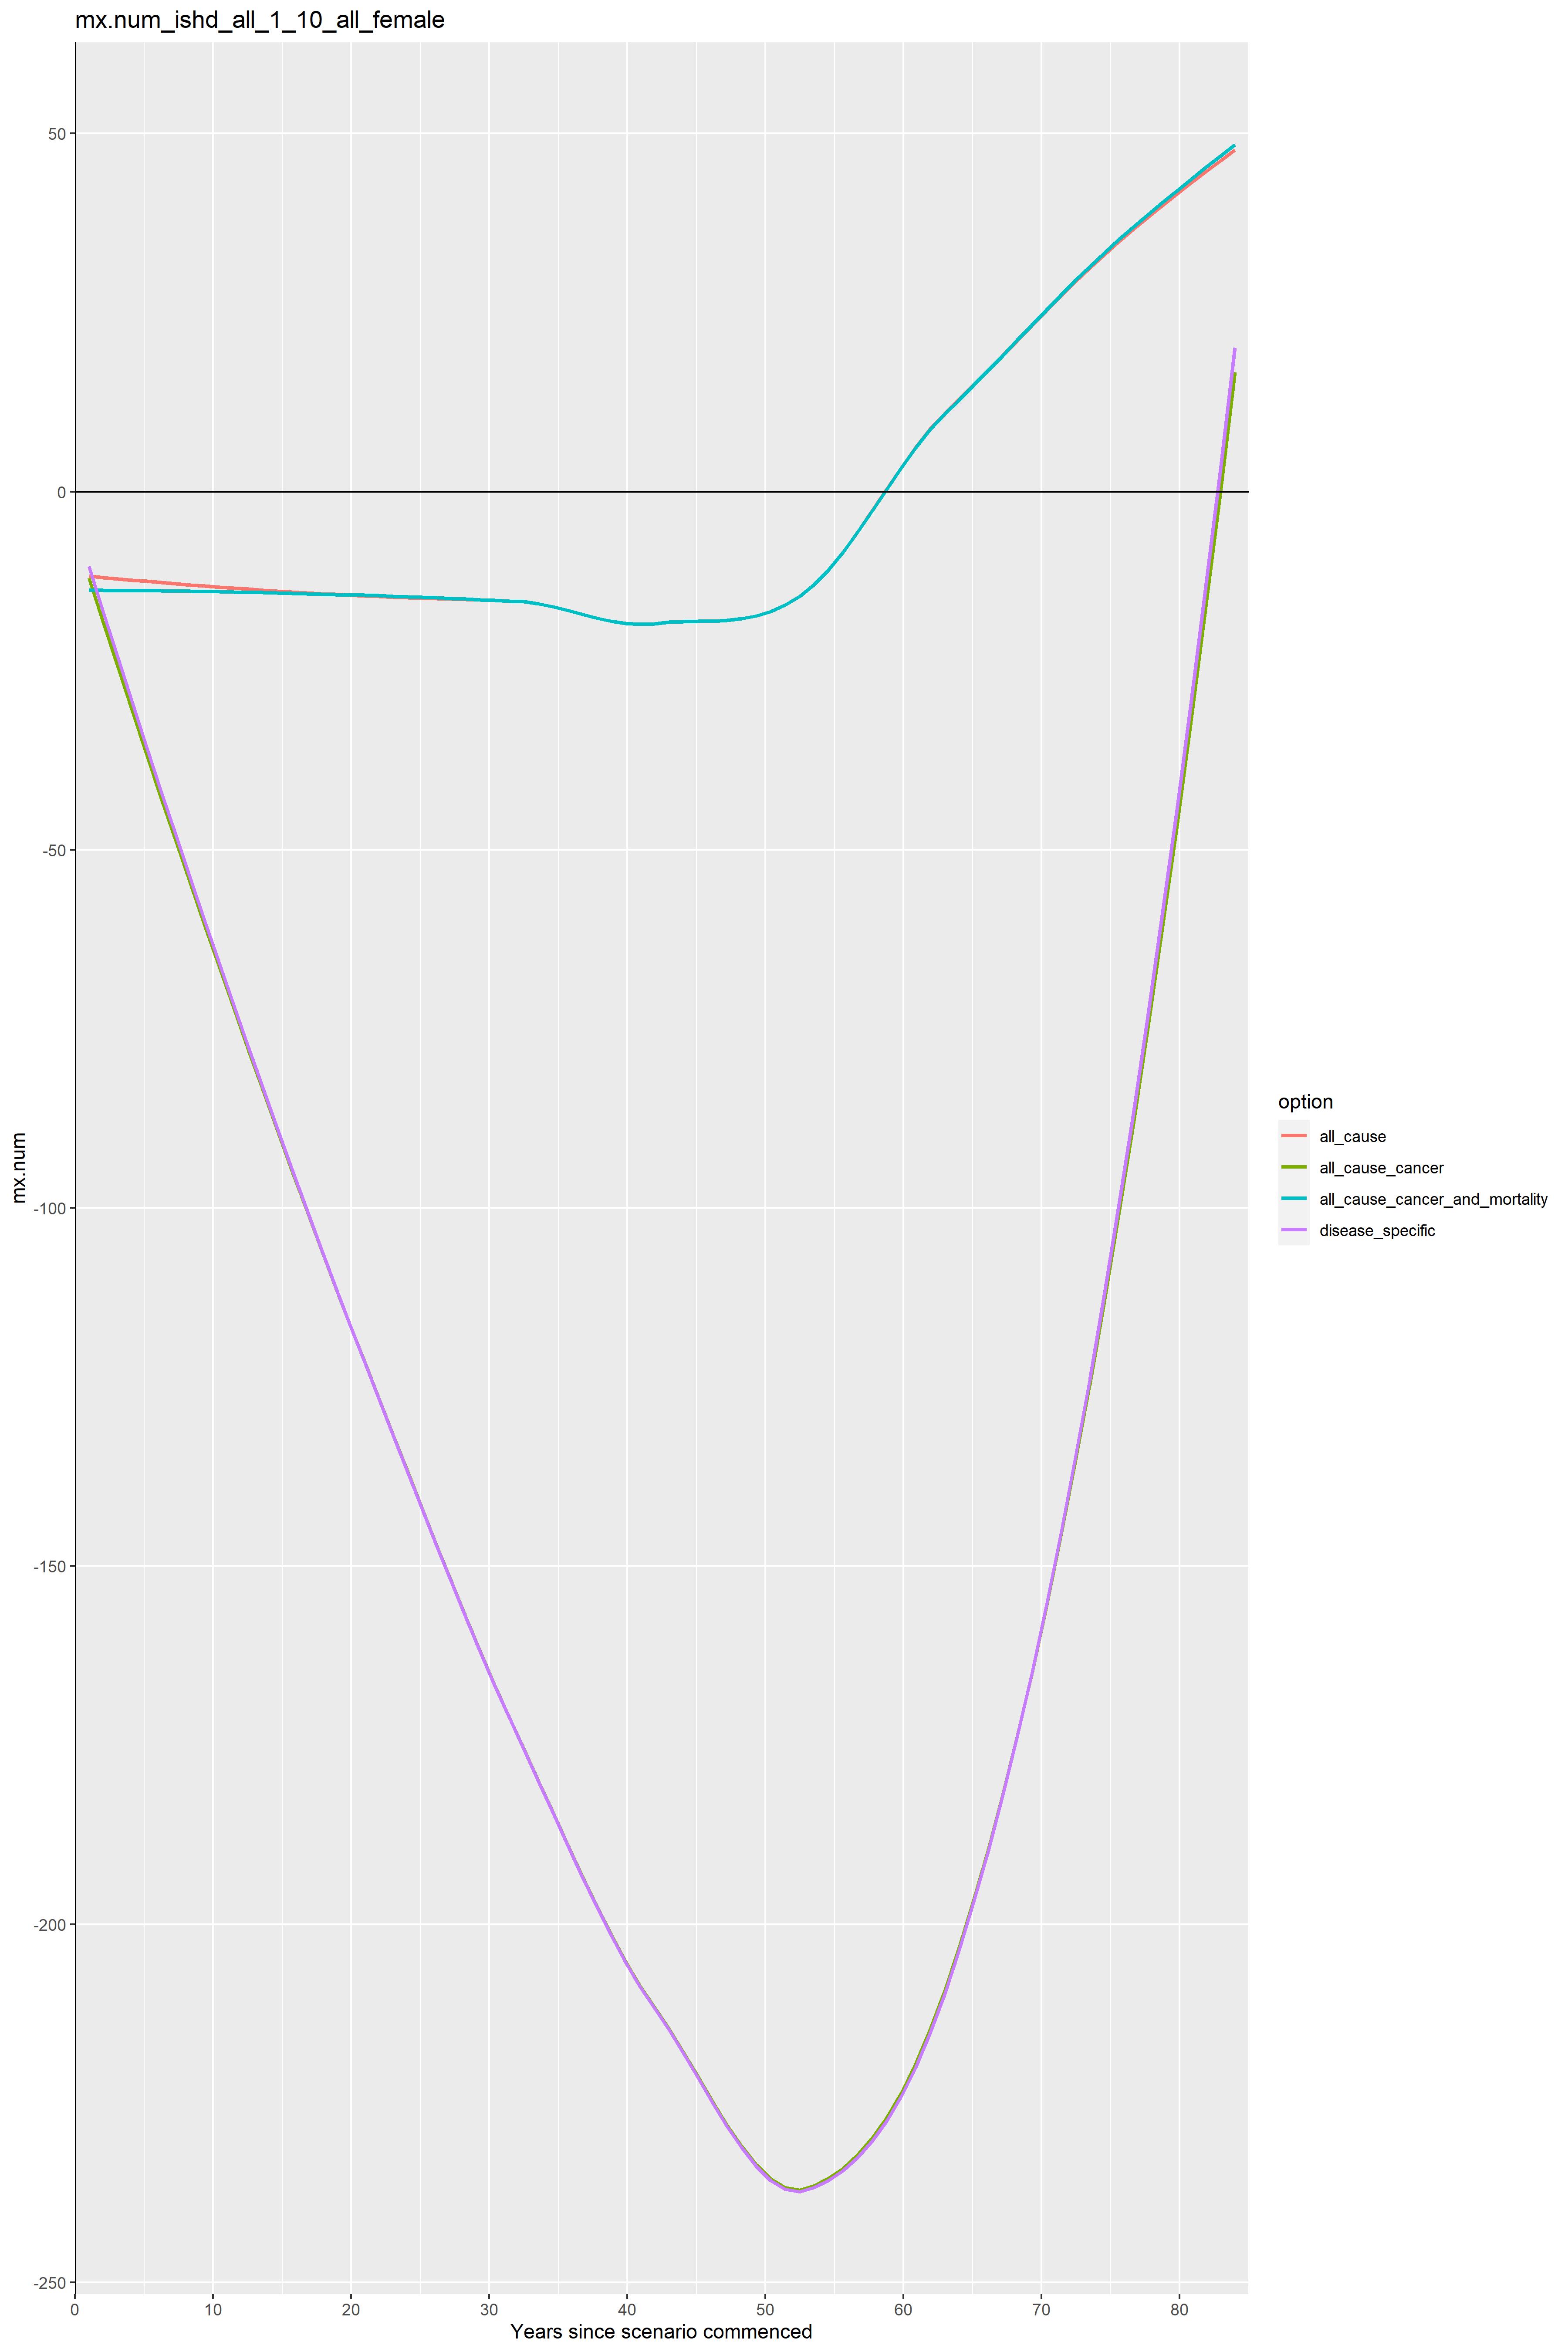 mx.num_ishd_all_1_10_all_female
50
0
-50
-100
-150
-200
-250
mx.num
0 10 20 30 40 50 60 70 80
Years since scenario commenced
option
all_cause
all_cause_cancer
all_cause_cancer_and_mortality
disease_specific